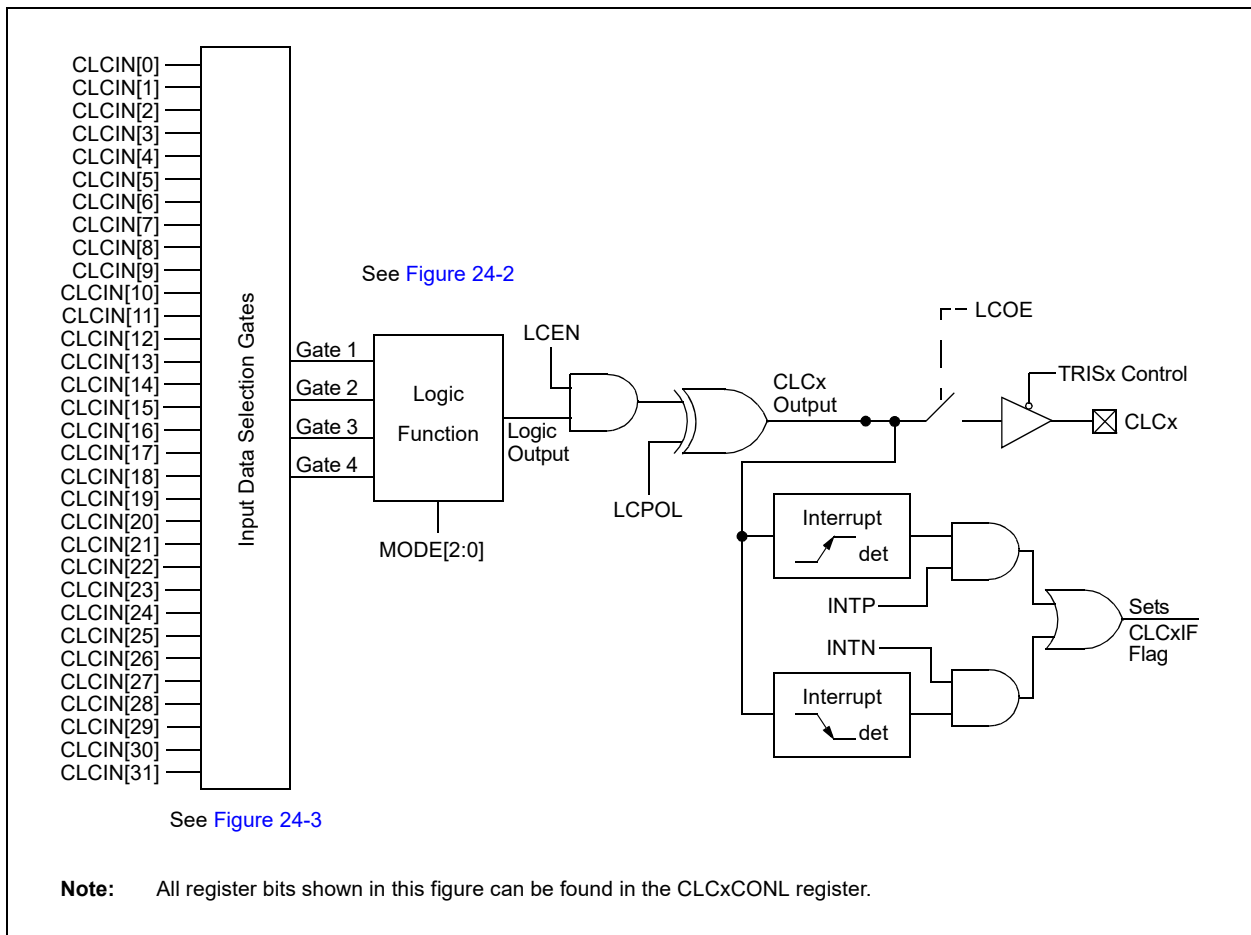 CLCIN[0]
CLCIN[1]
CLCIN[2]
CLCIN[3]
CLCIN[4]
CLCIN[5]
CLCIN[6]
CLCIN[7]
CLCIN[8]
CLCIN[9]
CLCIN[10]
CLCIN[11]
CLCIN[12]
CLCIN[13]
CLCIN[14]
CLCIN[15]
CLCIN[16]
CLCIN[17]
CLCIN[18]
CLCIN[19]
CLCIN[20]
CLCIN[21]
CLCIN[22]
CLCIN[23]
CLCIN[24]
CLCIN[25]
CLCIN[26]
CLCIN[27]
CLCIN[28]
CLCIN[29]
CLCIN[30]
CLCIN[31]
Input Data Selection Gates
See Figure 24-3
Gate 1
Gate 2
Gate 3
Gate 4
See Figure 24-2
Logic
Function
MODE[2:0]
Logic
Output
LCEN
LCPOL
CLCx
Output
LCOE
TRISx Control
CLCx
Interrupt
det
INTP
INTN
Interrupt
det
Sets
CLCxIF
Flag
Note: All register bits shown in this figure can be found in the CLCxCONL register.